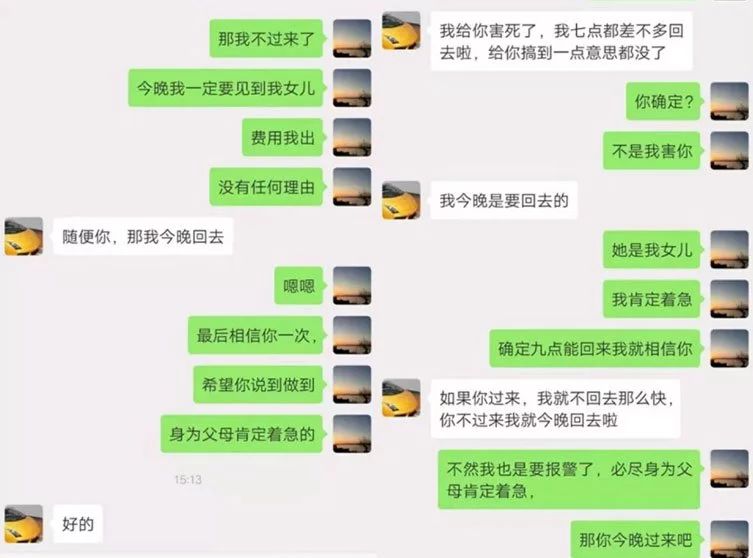 那我不过来了
今晚我一定要见到我女儿
费用我出
没有任何理由
随便你，那我今晚回去
嗯嗯
最后相信你一次,
希望你说到做到
身为父母肯定着急的
15:13
好的
我给你害死了，我七点都差不多回
去啦，给你搞到一点意思都没了
你确定?
不是我害你
我今晚是要回去的
她是我女儿
我肯定着急
确定九点能回来我就相信你
如果你过来，我就不回去那么快，
你不过来我就今晚回去啦
不然我也是要报警了，必尽身为父
母肯定着急，
那你今晚过来吧